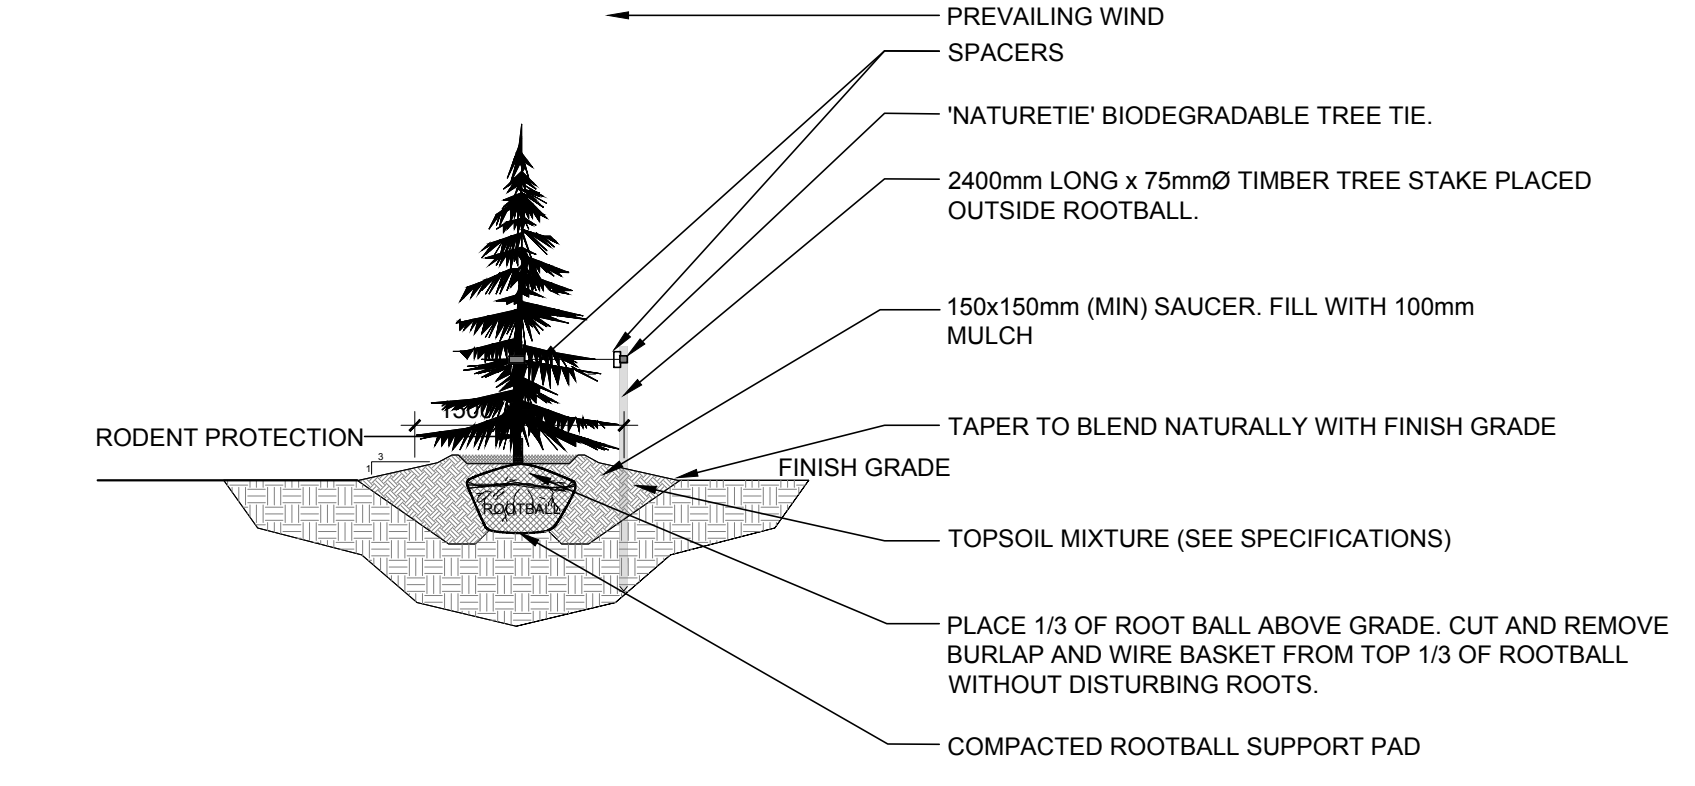 PREVAILING WIND
SPACERS
'NATURETIE' BIODEGRADABLE TREE TIE.
2400mm LONG x 75mmØ TIMBER TREE STAKE PLACED
OUTSIDE ROOTBALL.
150x150mm (MIN) SAUCER. FILL WITH 100mm
MULCH
RODENT PROTECTION
3
1
TAPER TO BLEND NATURALLY WITH FINISH GRADE
FINISH GRADE
ROOTBALL
TOPSOIL MIXTURE (SEE SPECIFICATIONS)
PLACE 1/3 OF ROOT BALL ABOVE GRADE. CUT AND REMOVE
BURLAP AND WIRE BASKET FROM TOP 1/3 OF ROOTBALL
WITHOUT DISTURBING ROOTS.
COMPACTED ROOTBALL SUPPORT PAD